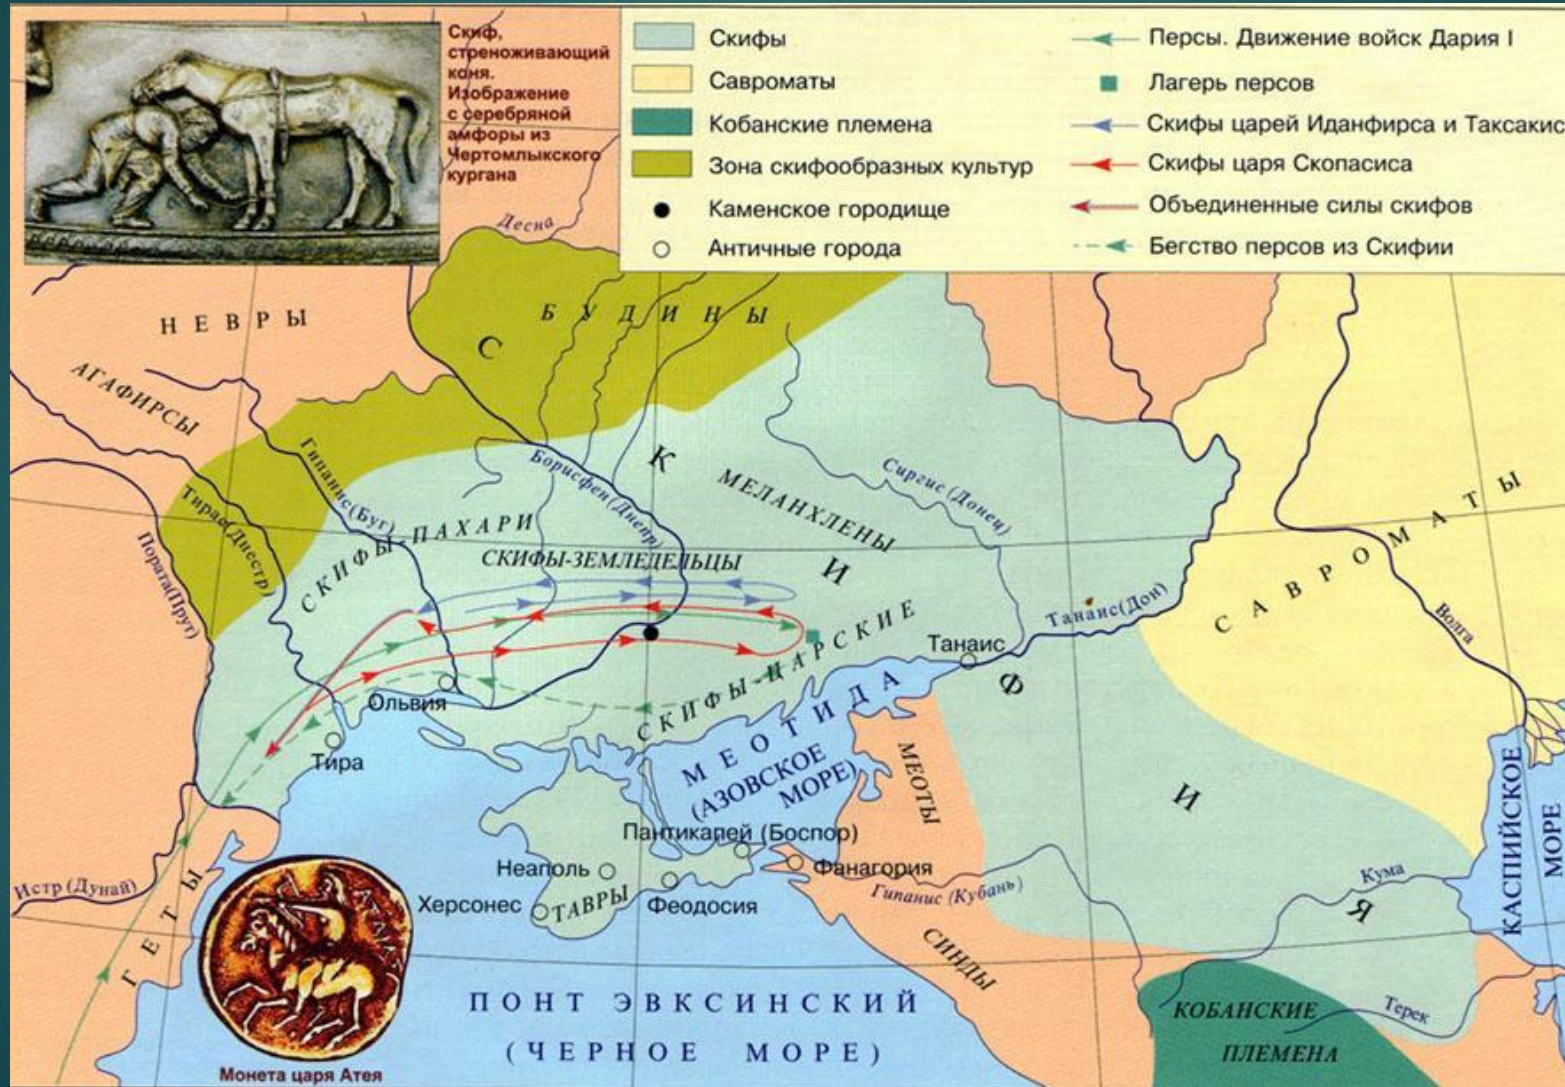 Скиф,
стреноживающий
коня.
Изображение
с серебряной
амфоры из
Чертомлыкского
кургана
Скифы
Савроматы
Кобанские племена
Зона скифообразных культур
Каменское городище
Античные города
Персы. Движение войск Дария I
Лагерь персов
Скифы царей Иданфирса и Таксакис
Скифы царя Скопасиса
Объединенные силы скифов
Бегство персов из Скифии
Десна
НЕВРЫ
БУДИНЫ
АГАФИРСЫ
СКИФИЯ
Гипанис(Буг)
Борисфен(Днепр)
Сиргис (Донец)
МЕЛАНХЛЕНЫ
Тирас(Днестр)
Пората(Прут)
СКИФЫ-ПАХАРИ
СКИФЫ-ЗЕМЛЕДЕЛЬЦЫ
САВРОМАТЫ
Волга
Танаис(Дон)
Танаис
СКИФЫ-ЦАРСКИЕ
Ольвия
Тира
МЕОТИДА
(АЗОВСКОЕ
МОРЕ)
МЕОТЫ
КАСПИЙСКОЕ
МОРЕ
Пантикапей (Боспор)
Неаполь
Фанагория
Херсонес
ТАВРЫ
Феодосия
Гипанис (Кубань)
Кума
Истр (Дунай)
ГЕТЫ
СИНДЫ
ПОНТ ЭВКСИНСКИЙ
(ЧЕРНОЕ МОРЕ)
КОБАНСКИЕ
ПЛЕМЕНА
Терек
Монета царя Атея